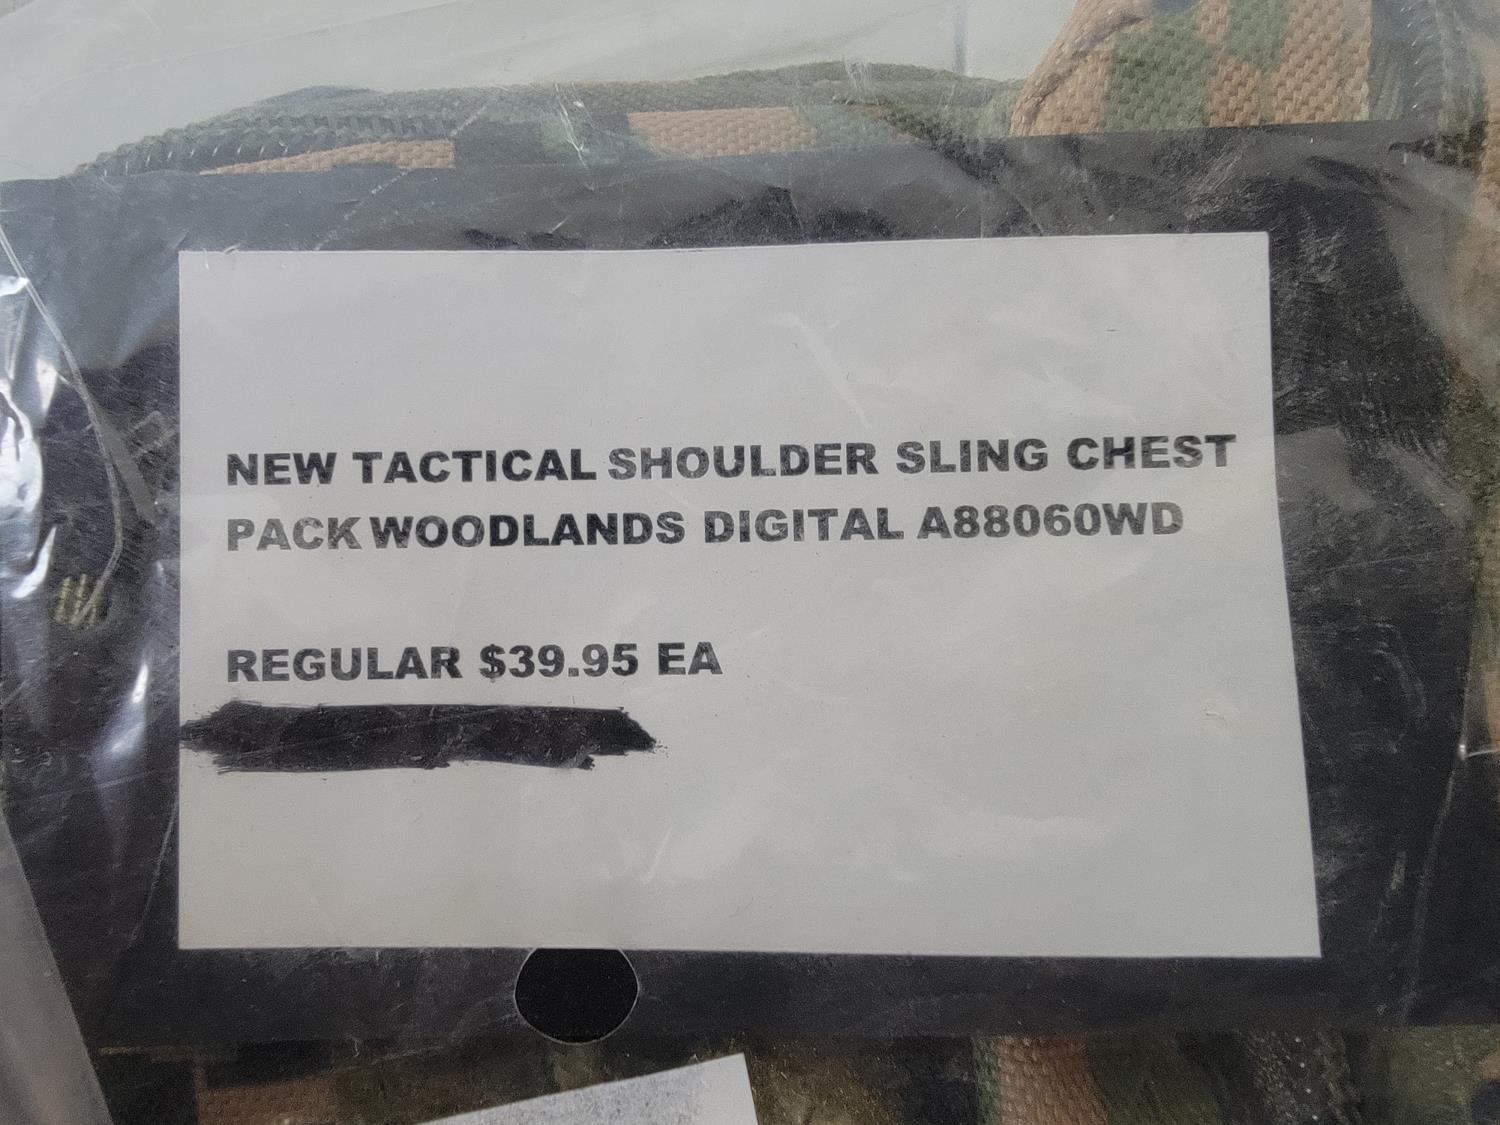 NEW TACTICAL SHOULDER SLING CHEST
PACK WOODLANDS DIGITAL A88060WD
REGULAR $39.95 EA